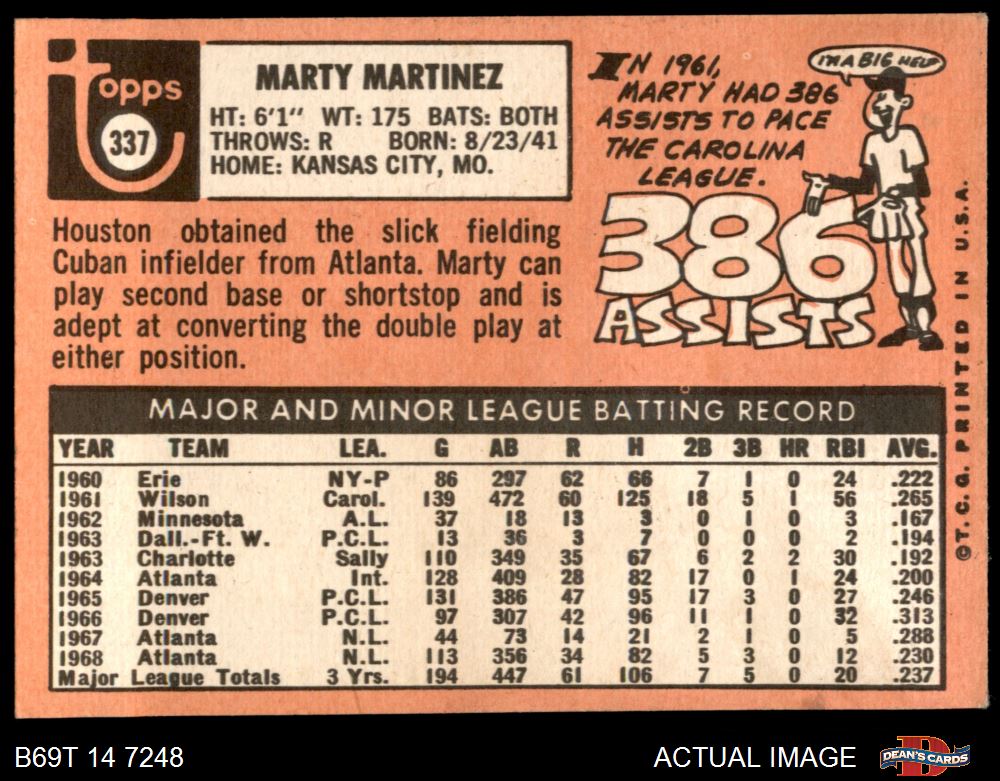 topps
337
MARTY MARTINEZ
HT: 6'1" WT: 175 BATS: BOTH
THROWS: R BORN: 8/23/41
HOME: KANSAS CITY, MO.
IN 1961,
MARTY HAD 386
ASSISTS TO PACE
THE CAROLINA
LEAGUE.
I'M A BIG HELP
386
ASSISTS
Houston obtained the slick fielding
Cuban infielder from Atlanta. Marty can
play second base or shortstop and is
adept at converting the double play at
either position.
MAJOR AND MINOR LEAGUE BATTING RECORD
YEAR TEAM LEA. G AB R H 2B 3B HR RBI AVG.
1960 Erie NY-P 86 297 62 66 7 1 0 24 .222
1961 Wilson Carol. 139 472 60 125 18 5 1 56 .265
1962 Minnesota A.L. 37 18 13 3 0 1 0 3 .167
1963 Dall.-Ft. W. P.C.L. 13 36 3 7 0 0 0 2 .194
1963 Charlotte Sally 110 349 35 67 6 2 2 30 .192
1964 Atlanta Int. 128 409 28 82 17 0 1 24 .200
1965 Denver P.C.L. 131 386 47 95 17 3 0 27 .246
1966 Denver P.C.L. 97 307 42 96 11 1 0 32 .313
1967 Atlanta N.L. 44 73 14 21 2 1 0 5 .288
1968 Atlanta N.L. 113 356 34 82 5 3 0 12 .230
Major League Totals 3 Yrs. 194 447 61 106 7 5 0 20 .237
©T.C.G. PRINTED IN U.S.A.
B69T 14 7248
ACTUAL IMAGE
DEAN'S CARDS